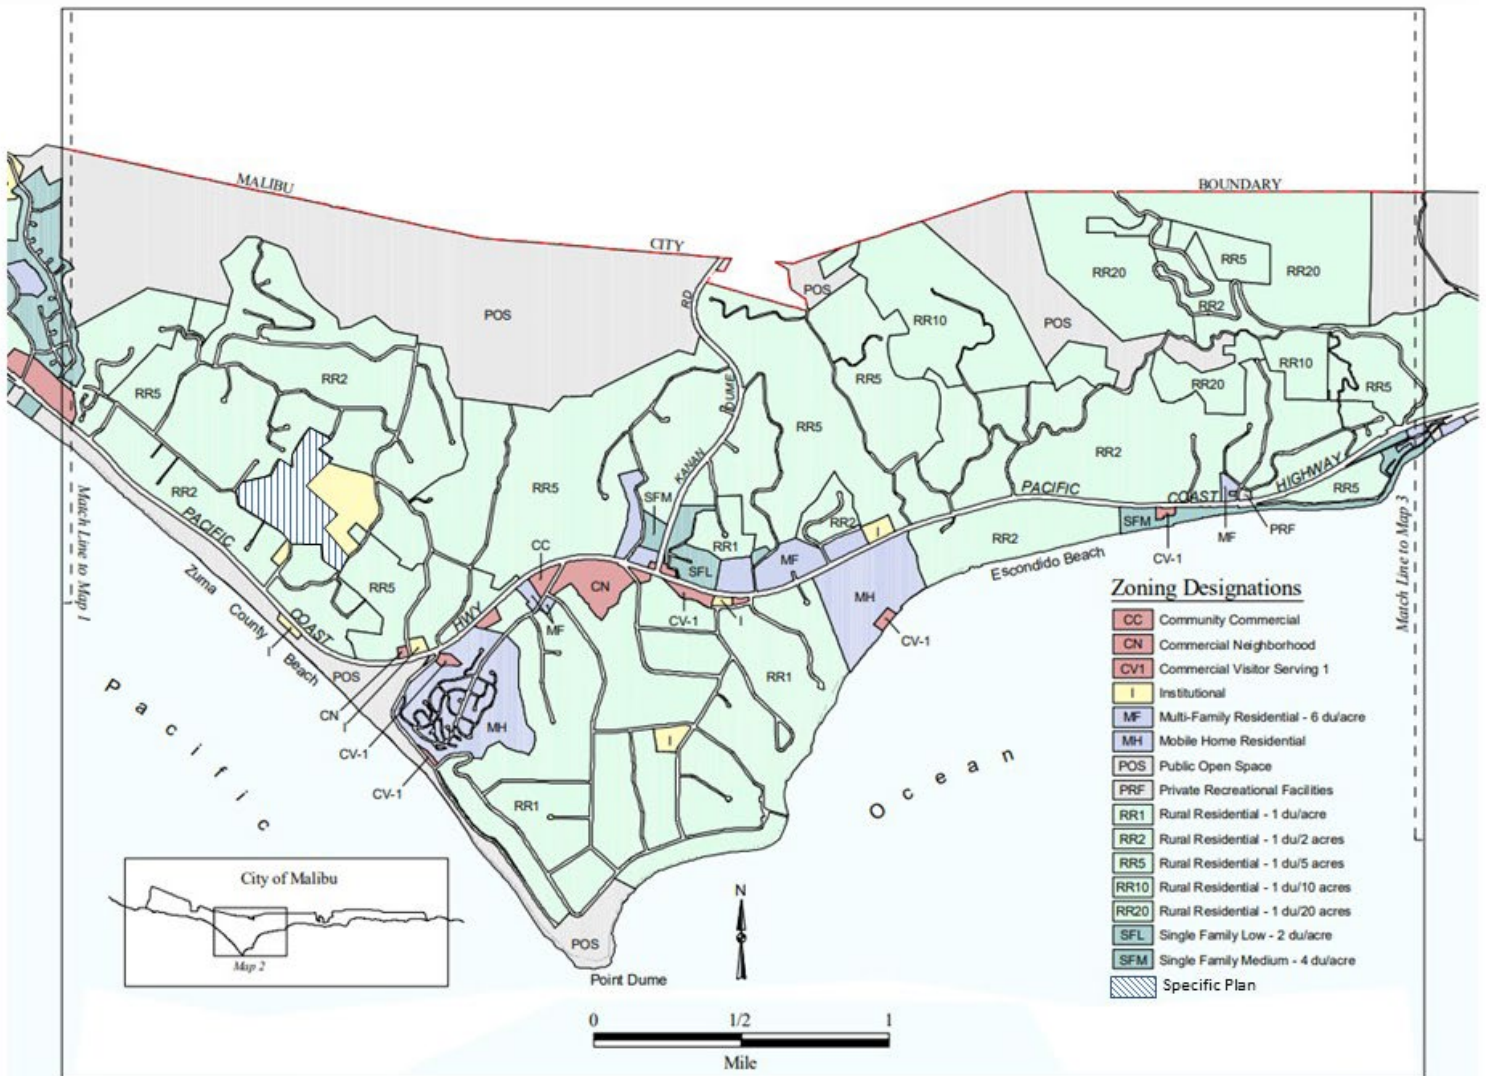 MALIBU
CITY
BOUNDARY
RR20
RR5
RR20
RR2
POS
POS
POS
RR10
RR10
RR5
RR20
RR5
RR2
RR5
RR5
RR2
RR5
RR2
RR5
RR2
RR5
RR1
RR2
RR1
RR1
KANAN
DUME
RD
SFM
SFL
MF
I
MH
CV-1
CC
CN
MF
CV-1
I
PACIFIC
COAST
HIGHWAY
SFM
CV-1
MF
PRF
Escondido Beach
PACIFIC
COAST
HWY
Zuma
County
Beach
I
POS
CN
I
CV-1
CV-1
MH
I
POS
Point Dume
Pacific
Ocean
Match Line to Map 1
Match Line to Map 3
Zoning Designations
CC Community Commercial
CN Commercial Neighborhood
CV1 Commercial Visitor Serving 1
I Institutional
MF Multi-Family Residential - 6 du/acre
MH Mobile Home Residential
POS Public Open Space
PRF Private Recreational Facilities
RR1 Rural Residential - 1 du/acre
RR2 Rural Residential - 1 du/2 acres
RR5 Rural Residential - 1 du/5 acres
RR10 Rural Residential - 1 du/10 acres
RR20 Rural Residential - 1 du/20 acres
SFL Single Family Low - 2 du/acre
SFM Single Family Medium - 4 du/acre
Specific Plan
City of Malibu
Map 2
N
0 1/2 1
Mile